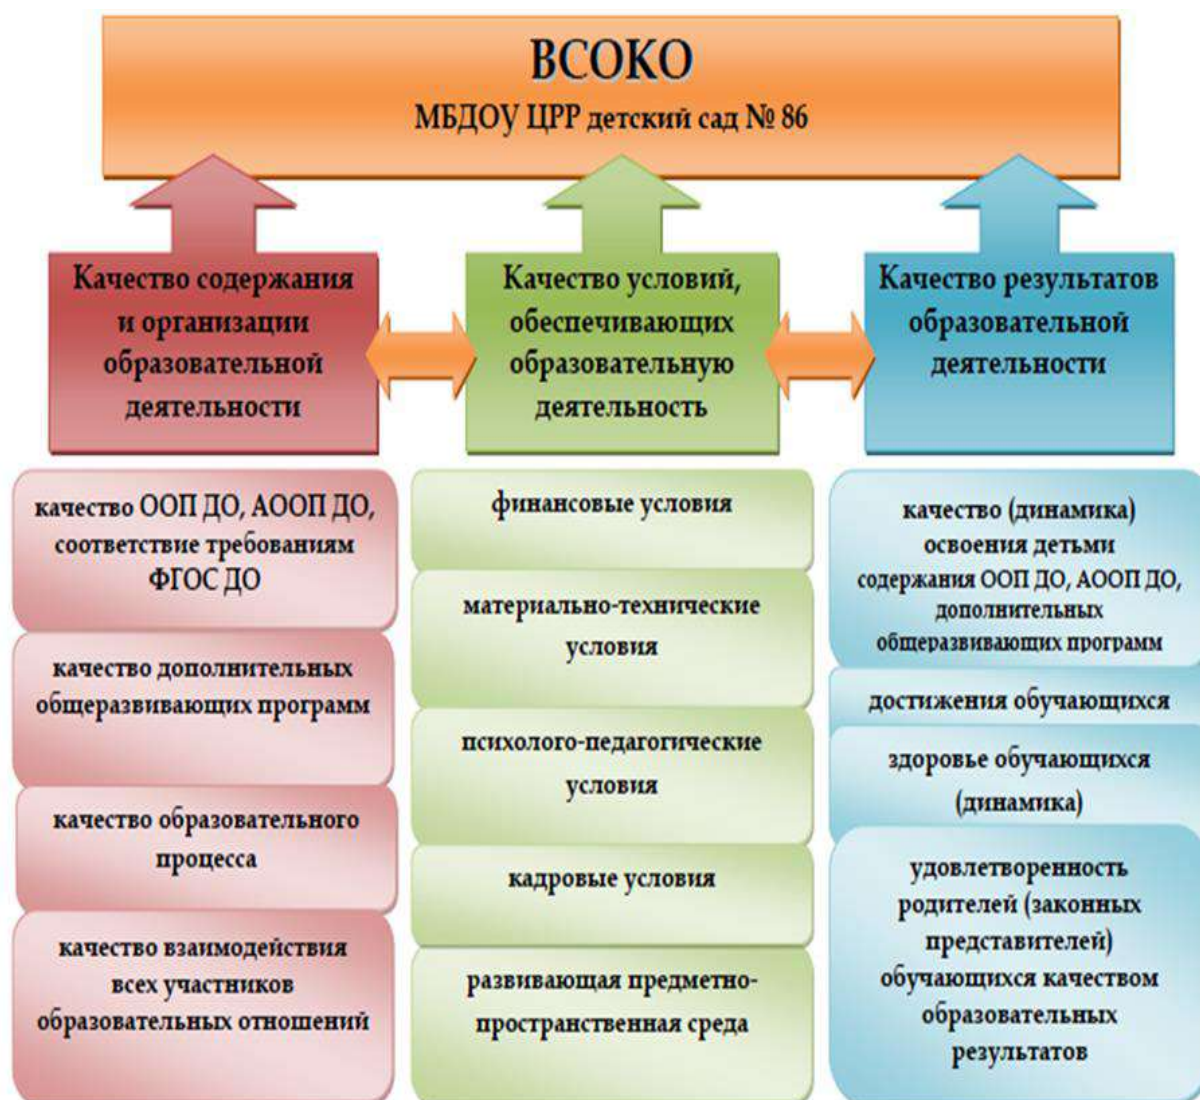 ВСОКО
МБДОУ ЦРР детский сад № 86
Качество содержания
и организации
образовательной
деятельности
Качество условий,
обеспечивающих
образовательную
деятельность
Качество результатов
образовательной
деятельности
качество ООП ДО, АООП ДО,
соответствие требованиям
ФГОС ДО
качество дополнительных
общеразвивающих программ
качество образовательного
процесса
качество взаимодействия
всех участников
образовательных отношений
финансовые условия
материально-технические
условия
психолого-педагогические
условия
кадровые условия
развивающая предметно-
пространственная среда
качество (динамика)
освоения детьми
содержания ООП ДО, АООП ДО,
дополнительных
общеразвивающих программ
достижения обучающихся
здоровье обучающихся
(динамика)
удовлетворенность
родителей (законных
представителей)
обучающихся качеством
образовательных
результатов